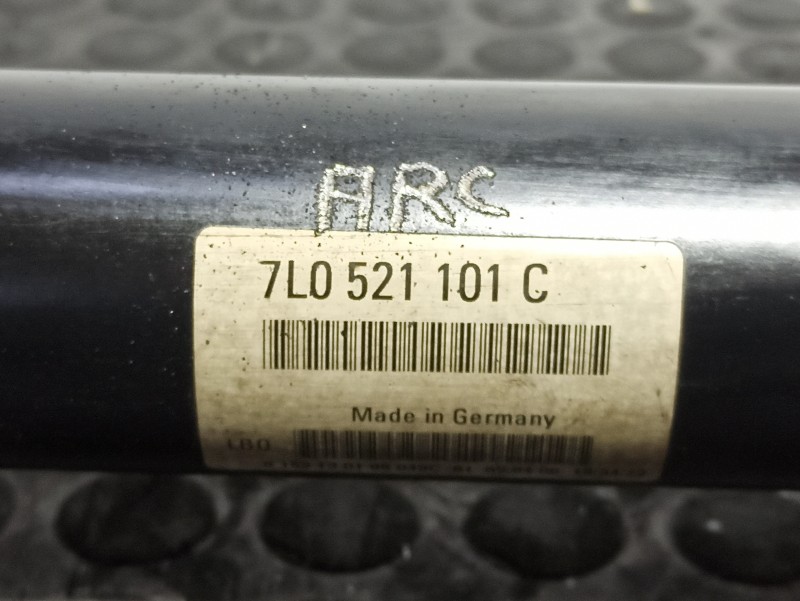 ARC
7L0 521 101 C
Made in Germany
LBO